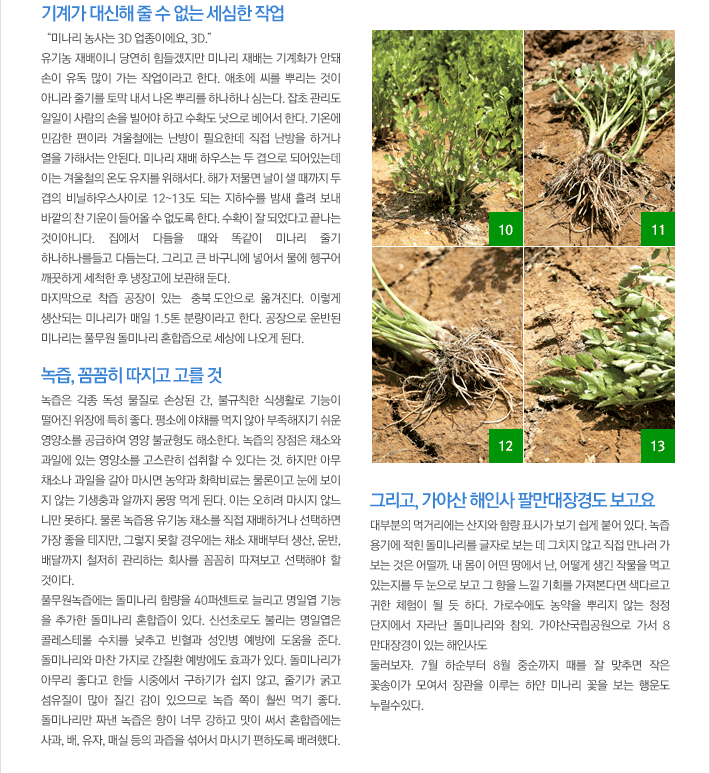 기계가 대신해 줄 수 없는 세심한 작업
“미나리 농사는 3D 업종이에요, 3D.”
유기농 재배이니 당연히 힘들겠지만 미나리 재배는 기계화가 안돼
손이 유독 많이 가는 작업이라고 한다. 애초에 씨를 뿌리는 것이
아니라 줄기를 토막 내서 나온 뿌리를 하나하나 심는다. 잡초 관리도
일일이 사람의 손을 빌어야 하고 수확도 낫으로 베어서 한다. 기온에
민감한 편이라 겨울철에는 난방이 필요한데 직접 난방을 하거나
열을 가해서는 안된다. 미나리 재배 하우스는 두 겹으로 되어있는데
이는 겨울철의 온도 유지를 위해서다. 해가 저물면 날이 샐 때까지 두
겹의 비닐하우스사이로 12~13도 되는 지하수를 밤새 흘려 보내
바깥의 찬 기운이 들어올 수 없도록 한다. 수확이 잘 되었다고 끝나는
것이아니다. 집에서 다듬을 때와 똑같이 미나리 줄기
하나하나를들고 다듬는다. 그리고 큰 바구니에 넣어서 물에 헹구어
깨끗하게 세척한 후 냉장고에 보관해 둔다.
마지막으로 착즙 공장이 있는 충북 도안으로 옮겨진다. 이렇게
생산되는 미나리가 매일 1.5톤 분량이라고 한다. 공장으로 운반된
미나리는 풀무원 돌미나리 혼합즙으로 세상에 나오게 된다.
녹즙, 꼼꼼히 따지고 고를 것
녹즙은 각종 독성 물질로 손상된 간, 불규칙한 식생활로 기능이
떨어진 위장에 특히 좋다. 평소에 야채를 먹지 않아 부족해지기 쉬운
영양소를 공급하여 영양 불균형도 해소한다. 녹즙의 장점은 채소와
과일에 있는 영양소를 고스란히 섭취할 수 있다는 것. 하지만 아무
채소나 과일을 갈아 마시면 농약과 화학비료는 물론이고 눈에 보이
지 않는 기생충과 알까지 몽땅 먹게 된다. 이는 오히려 마시지 않느
니만 못하다. 물론 녹즙용 유기농 채소를 직접 재배하거나 선택하면
가장 좋을 테지만, 그렇지 못할 경우에는 채소 재배부터 생산, 운반,
배달까지 철저히 관리하는 회사를 꼼꼼히 따져보고 선택해야 할
것이다.
풀무원녹즙에는 돌미나리 함량을 40퍼센트로 늘리고 명일엽 기능
을 추가한 돌미나리 혼합즙이 있다. 신선초로도 불리는 명일엽은
콜레스테롤 수치를 낮추고 빈혈과 성인병 예방에 도움을 준다.
돌미나리와 마찬 가지로 간질환 예방에도 효과가 있다. 돌미나리가
아무리 좋다고 한들 시중에서 구하기가 쉽지 않고, 줄기가 굵고
섬유질이 많아 질긴 감이 있으므로 녹즙 쪽이 훨씬 먹기 좋다.
돌미나리만 짜낸 녹즙은 향이 너무 강하고 맛이 써서 혼합즙에는
사과, 배, 유자, 매실 등의 과즙을 섞어서 마시기 편하도록 배려했다.
10
11
12
13
그리고, 가야산 해인사 팔만대장경도 보고요
대부분의 먹거리에는 산지와 함량 표시가 보기 쉽게 붙어 있다. 녹즙
용기에 적힌 돌미나리를 글자로 보는 데 그치지 않고 직접 만나러 가
보는 것은 어떨까. 내 몸이 어떤 땅에서 난, 어떻게 생긴 작물을 먹고
있는지를 두 눈으로 보고 그 향을 느낄 기회를 가져본다면 색다르고
귀한 체험이 될 듯 하다. 가로수에도 농약을 뿌리지 않는 청정
단지에서 자라난 돌미나리와 참외. 가야산국립공원으로 가서 8
만대장경이 있는 해인사도
둘러보자. 7월 하순부터 8월 중순까지 때를 잘 맞추면 작은
꽃송이가 모여서 장관을 이루는 하얀 미나리 꽃을 보는 행운도
누릴수있다.